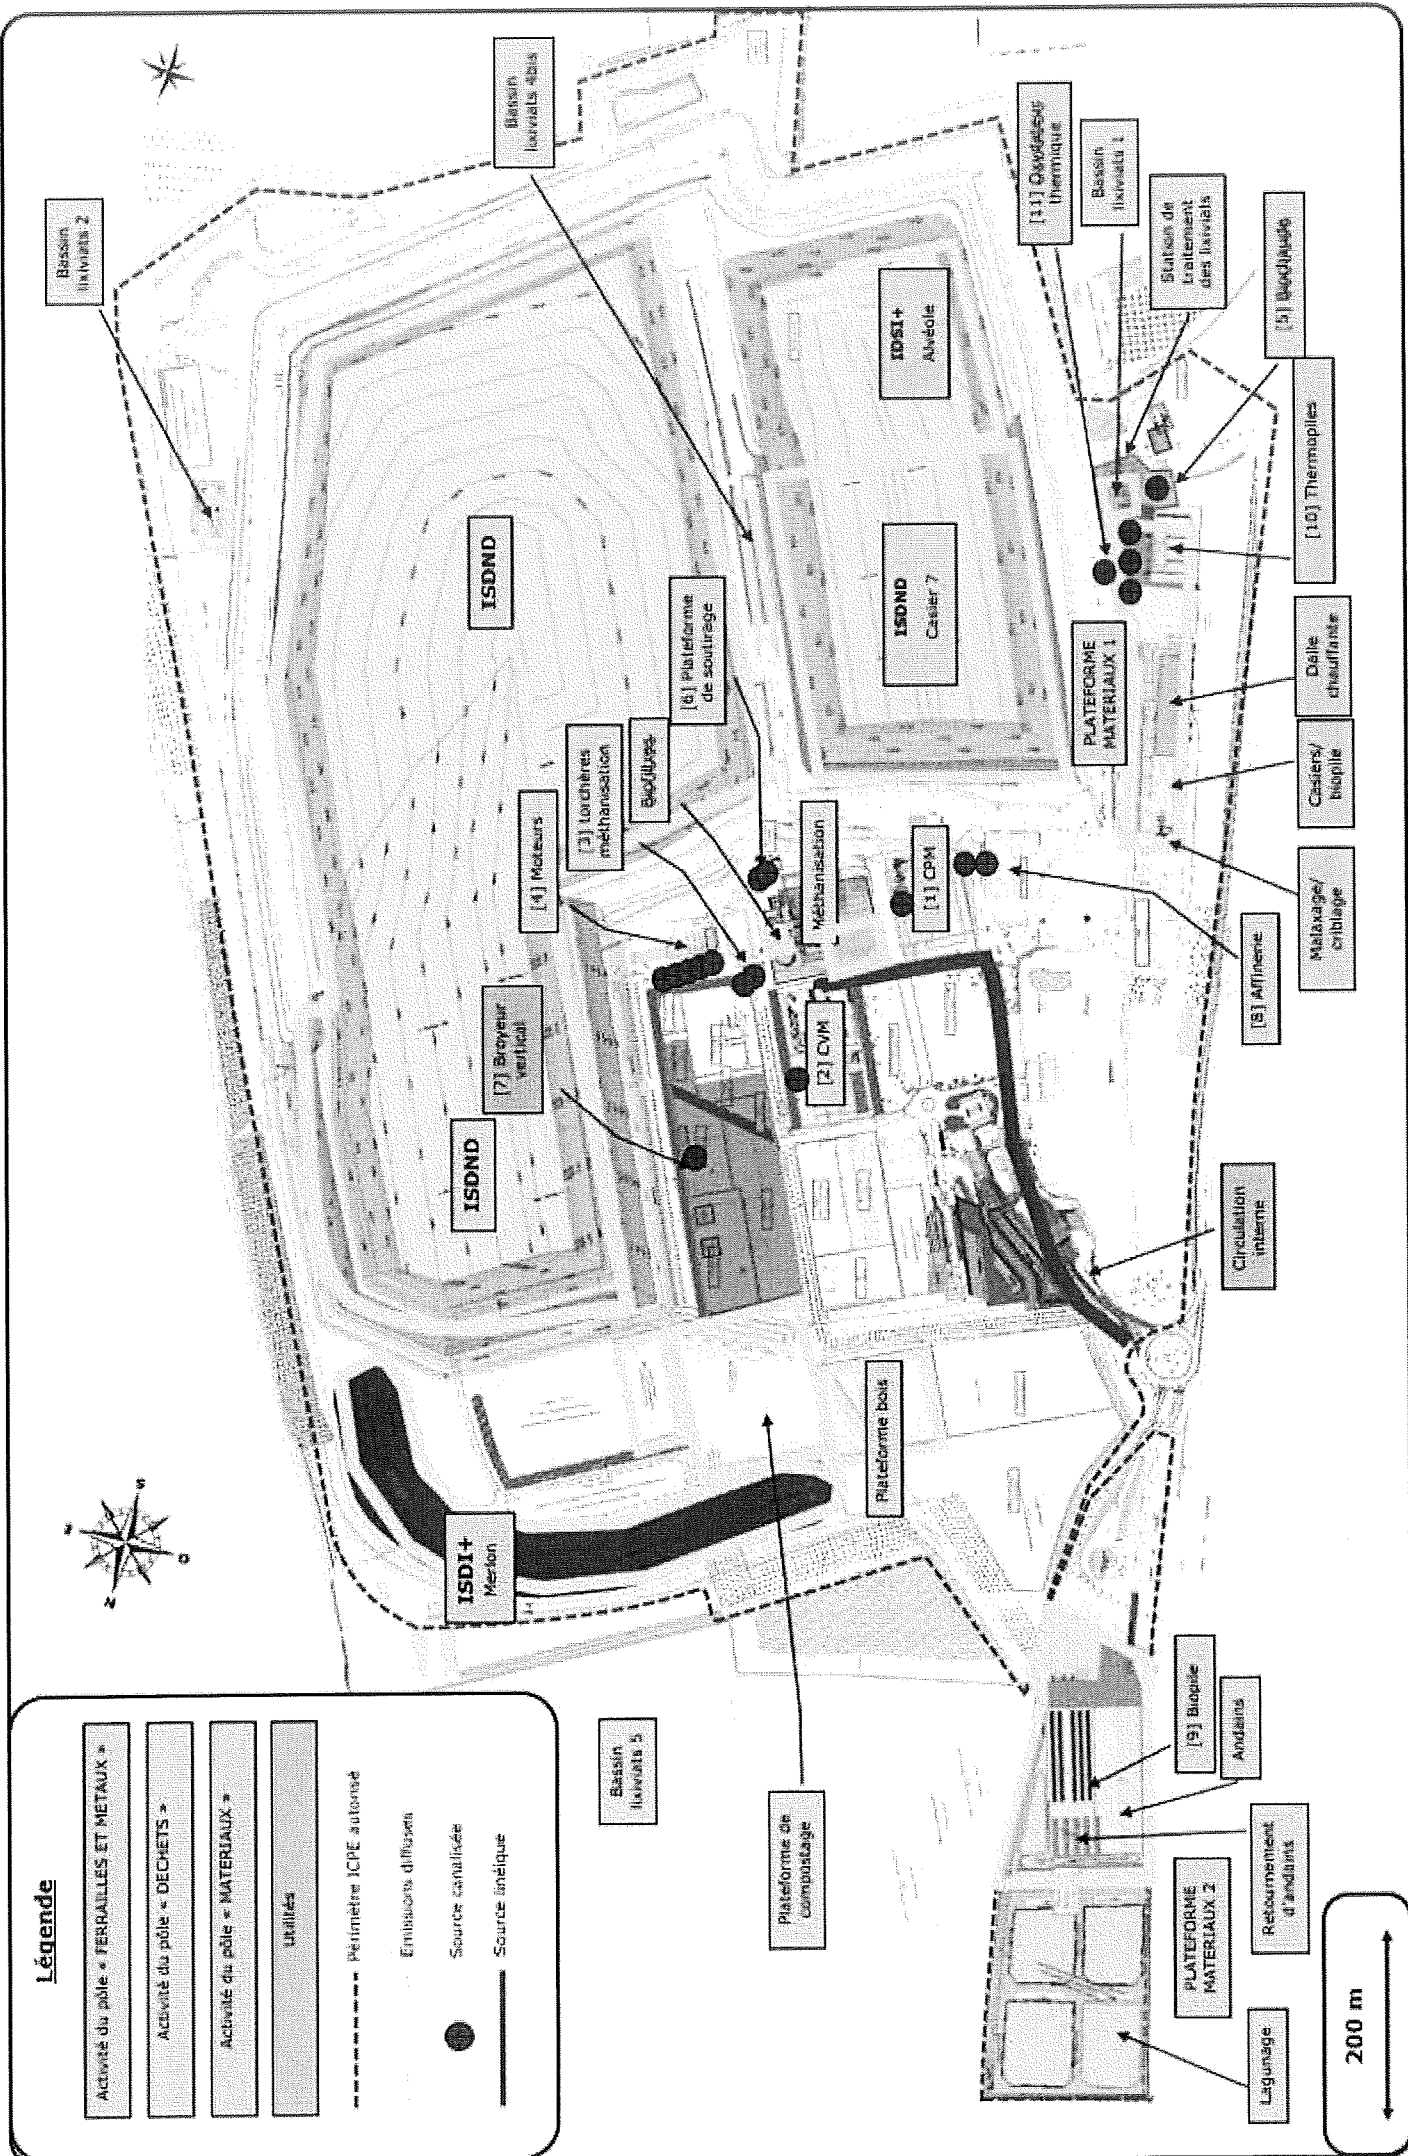 Légende
Activité du pôle « FERRAILLES ET METAUX »
Activité du pôle « DECHETS »
Activité du pôle « MATERIAUX »
Utilités
Périmètre ICPE autorisé
Emissions diffuses
Source canalisée
Source linéique
N
S
O
Bassin
lixiviats 2
Bassin
lixiviats 4bis
ISDND
ISDND
ISDI+
Merlon
[7] Broyeur
vertical
[4] Moteurs
[3] Torchères
méthanisation
Biofiltres
[6] Plateforme
de soutirage
IDSI+
Alvéole
ISDND
Casier 7
[11] Oxydateur
thermique
Bassin
lixiviats 1
Station de
traitement
des lixiviats
[5] Biochaude
[10] Thermopiles
Dalle
chauffante
Casiers/
biopile
Malaxage/
criblage
PLATEFORME
MATERIAUX 1
Méthanisation
[1] CPM
[2] CVM
[8] Affinerie
Circulation
interne
Plateforme bois
Bassin
lixiviats 5
Plateforme de
compostage
[9] Biopile
Andains
Retournement
d'andains
PLATEFORME
MATERIAUX 2
Lagunage
200 m